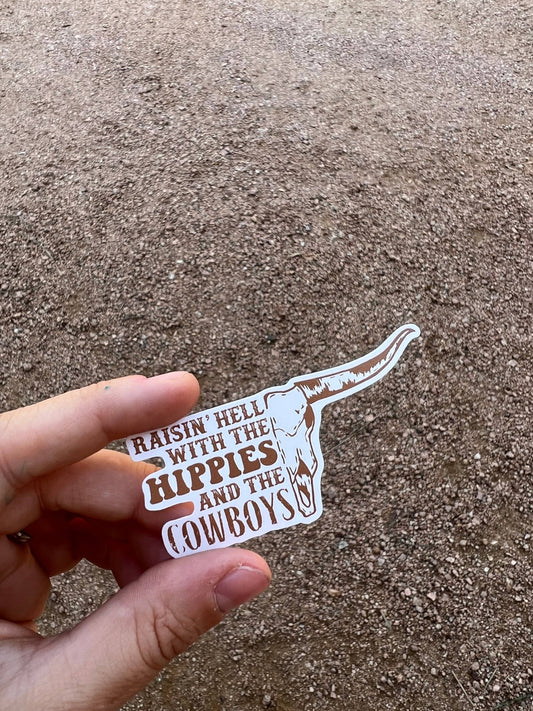 RAISIN' HELL
WITH THE
HIPPIES
AND THE
COWBOYS